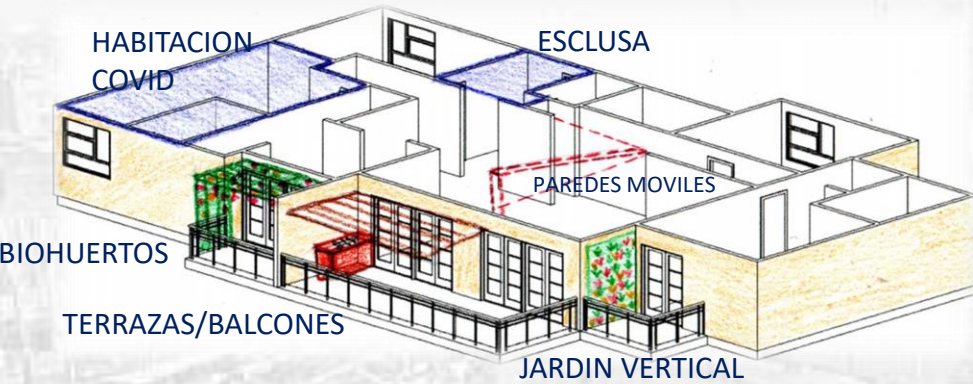 HABITACION
COVID
ESCLUSA
PAREDES MOVILES
BIOHUERTOS
TERRAZAS/BALCONES
JARDIN VERTICAL